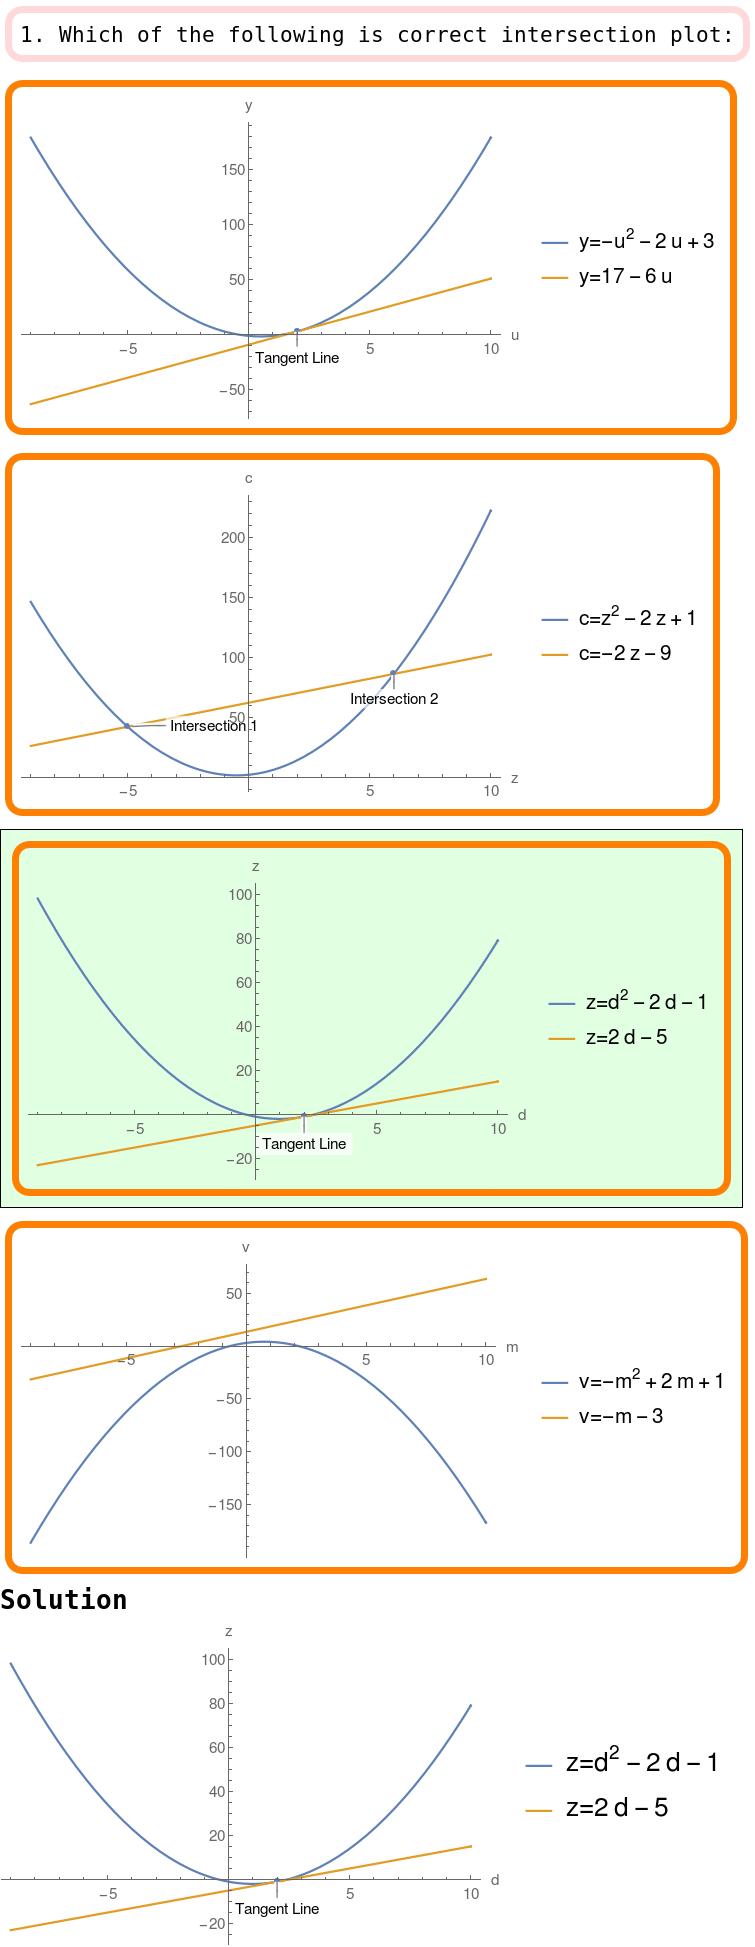 1. Which of the following is correct intersection plot:
y
150
100
50
−50
−5
5
10
u
Tangent Line
y=−u² − 2 u + 3
y=17 − 6 u
c
200
150
100
50
−5
5
10
z
Intersection 1
Intersection 2
c=z² − 2 z + 1
c=−2 z − 9
z
100
80
60
40
20
−20
−5
5
10
d
Tangent Line
z=d² − 2 d − 1
z=2 d − 5
v
50
−50
−100
−150
−5
5
10
m
v=−m² + 2 m + 1
v=−m − 3
Solution
z
100
80
60
40
20
−20
−5
5
10
d
Tangent Line
z=d² − 2 d − 1
z=2 d − 5